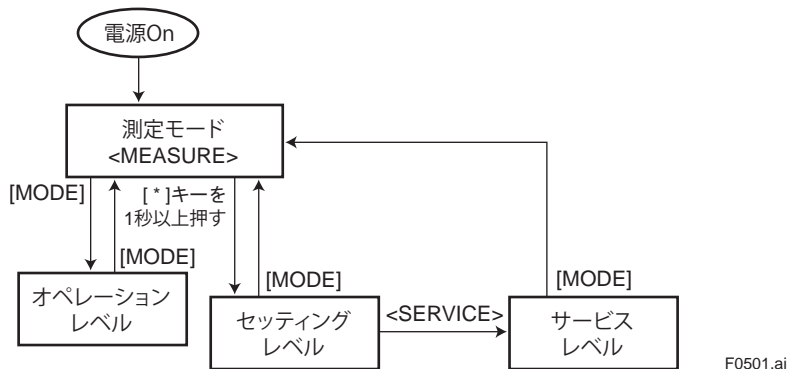 電源On
測定モード
<MEASURE>
[MODE]
[ * ]キーを
1秒以上押す
[MODE]
[MODE]
[MODE]
オペレーション
レベル
セッティング
レベル
<SERVICE>
サービス
レベル
F0501.ai